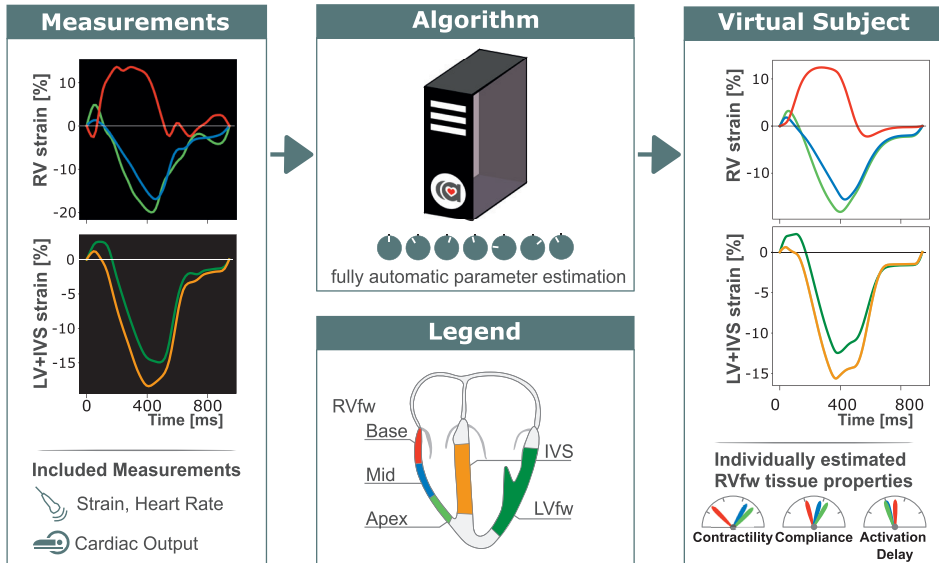 Measurements
RV strain [%]
10
0
-10
-20
LV+IVS strain [%]
0
-5
-10
-15
0
400
800
Time [ms]
Included Measurements
Strain, Heart Rate
Cardiac Output
Algorithm
fully automatic parameter estimation
Legend
RVfw
Base
Mid
Apex
IVS
LVfw
Virtual Subject
RV strain [%]
10
0
-10
LV+IVS strain [%]
0
-5
-10
-15
0
400
800
Time [ms]
Individually estimated
RVfw tissue properties
Contractility
Compliance
Activation
Delay